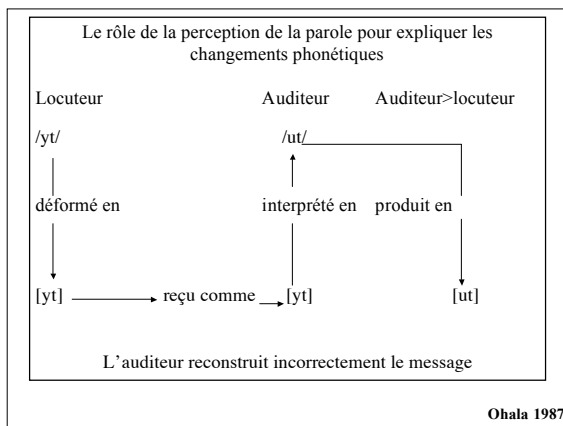 Le rôle de la perception de la parole pour expliquer les
changements phonétiques
Locuteur Auditeur Auditeur>locuteur
/yt/ /ut/
déformé en interprété en produit en
[yt] reçu comme [yt] [ut]
L'auditeur reconstruit incorrectement le message
Ohala 1987